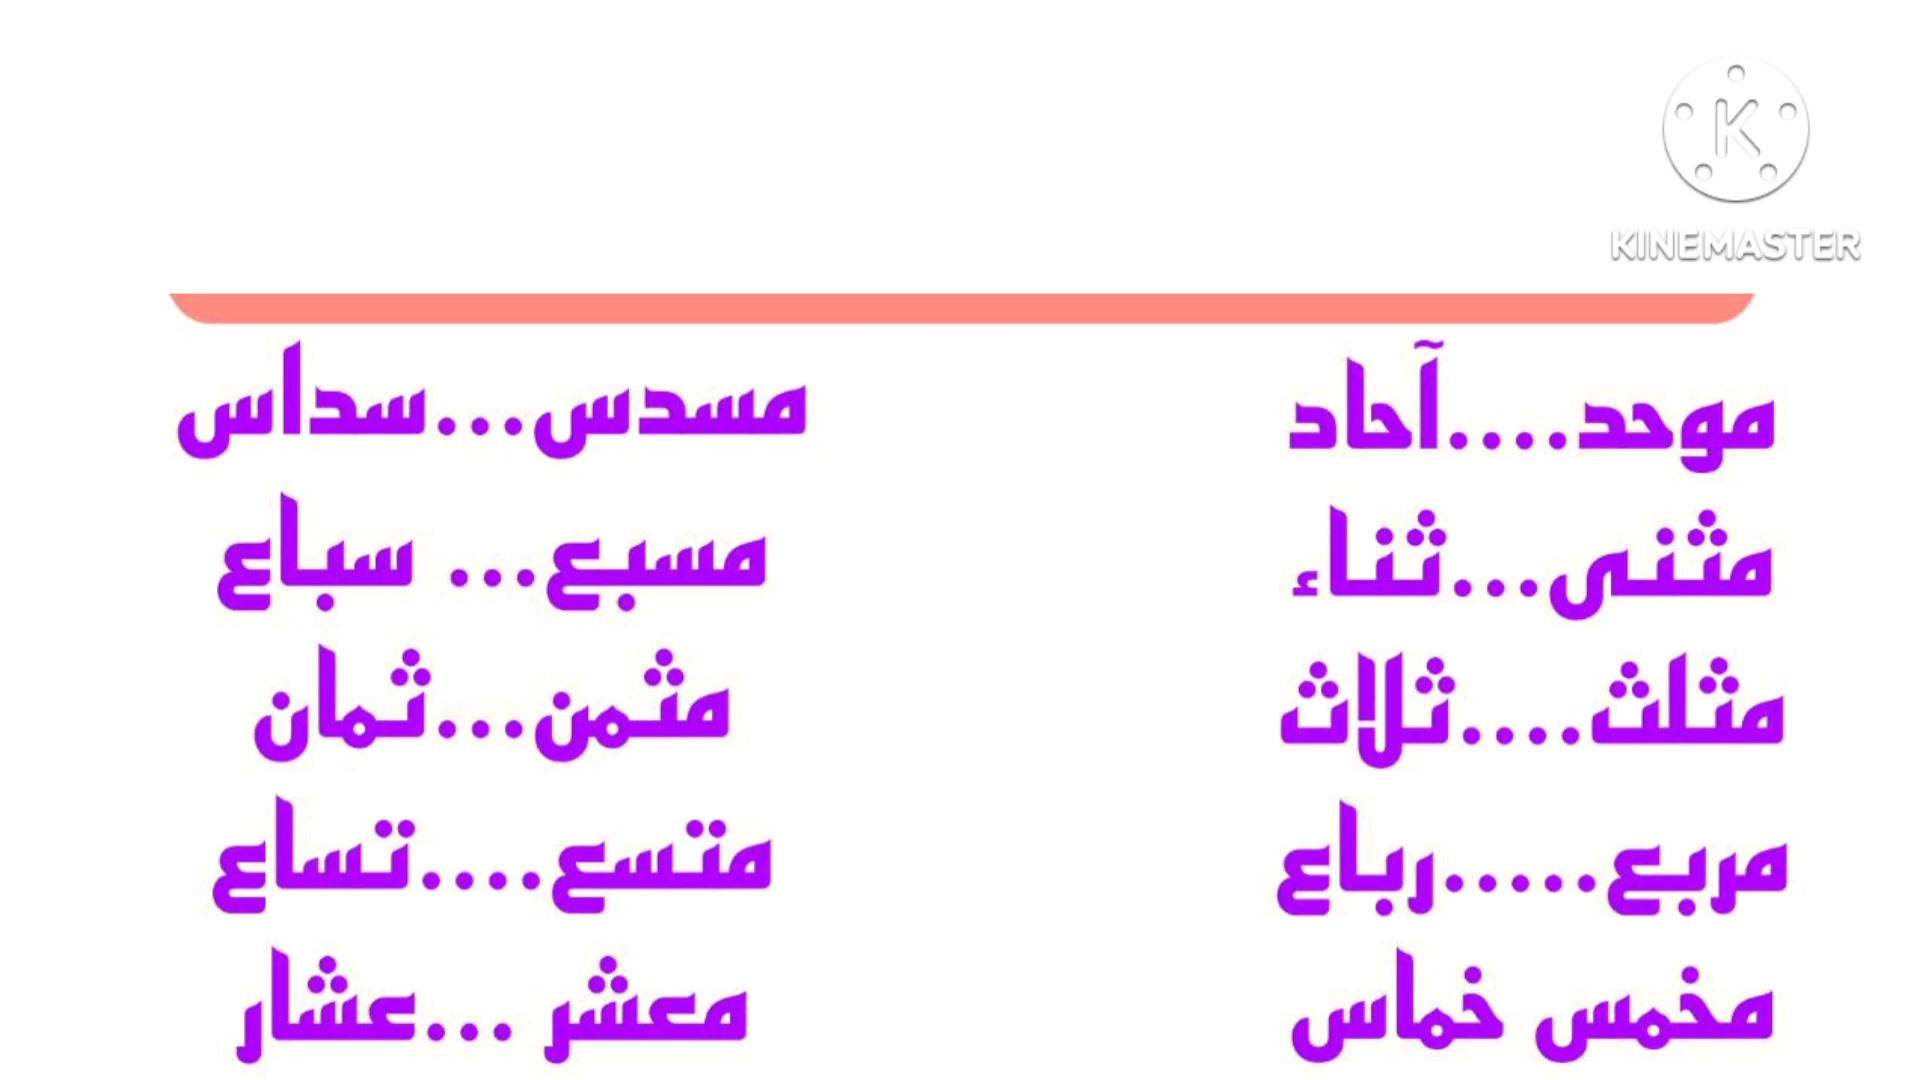 KINEMASTER
موحد....آحاد
مثنى...ثناء
مثلث....ثلاث
مربع.....رباع
مخمس خماس
مسدس...سداس
مسبع... سباع
مثمن...ثمان
متسع....تساع
معشر ...عشار